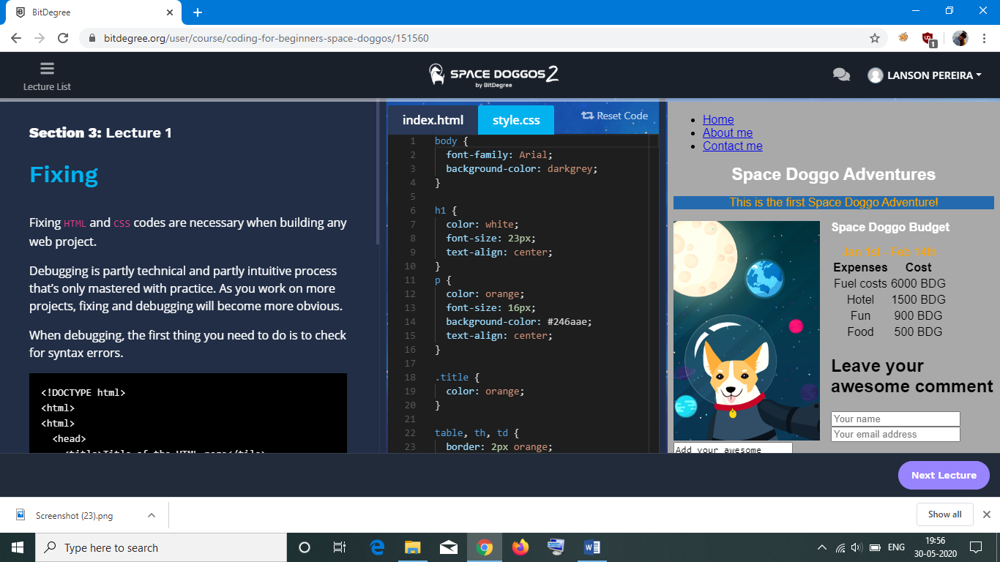 BitDegree
bitdegree.org/user/course/coding-for-beginners-space-doggos/151560
1
Lecture List
SPACE DOGGOS 2
by BitDegree
LANSON PEREIRA
Section 3: Lecture 1
Fixing
Fixing HTML and CSS codes are necessary when building any
web project.
Debugging is partly technical and partly intuitive process
that's only mastered with practice. As you work on more
projects, fixing and debugging will become more obvious.
When debugging, the first thing you need to do is to check
for syntax errors.
<!DOCTYPE html>
<html>
<html>
<head>
<title>Title of the HTML page</tile>
index.html
style.css
Reset Code
1 body {
2 font-family: Arial;
3 background-color: darkgrey;
4 }
5
6 h1 {
7 color: white;
8 font-size: 23px;
9 text-align: center;
10 }
11 p {
12 color: orange;
13 font-size: 16px;
14 background-color: #246aae;
15 text-align: center;
16 }
17
18 .title {
19 color: orange;
20 }
21
22 table, th, td {
23 border: 2px orange;
Home
About me
Contact me
Space Doggo Adventures
This is the first Space Doggo Adventure!
Space Doggo Budget
Jan 1st - Feb 14th
Expenses Cost
Fuel costs 6000 BDG
Hotel 1500 BDG
Fun 900 BDG
Food 500 BDG
Leave your
awesome comment
Your name
Your email address
Add your awesome
Next Lecture
Screenshot (23).png
Show all
Type here to search
ENG
19:56
30-05-2020